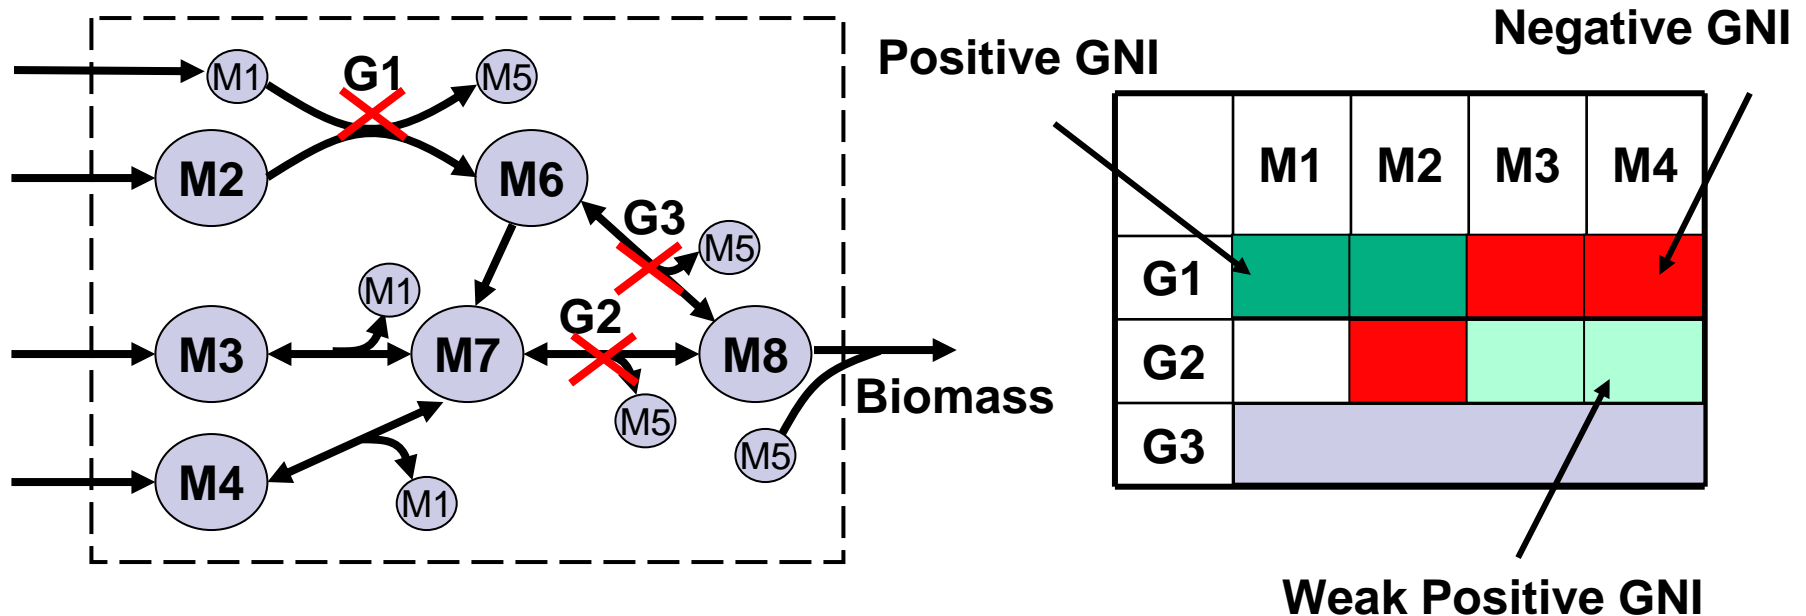 Negative GNI
Positive GNI
M1
G1
M5
M2
M6
G3
M5
M1
G2
M3
M7
M8
Biomass
M5
M5
M4
M1
M1
M2
M3
M4
G1
G2
G3
Weak Positive GNI